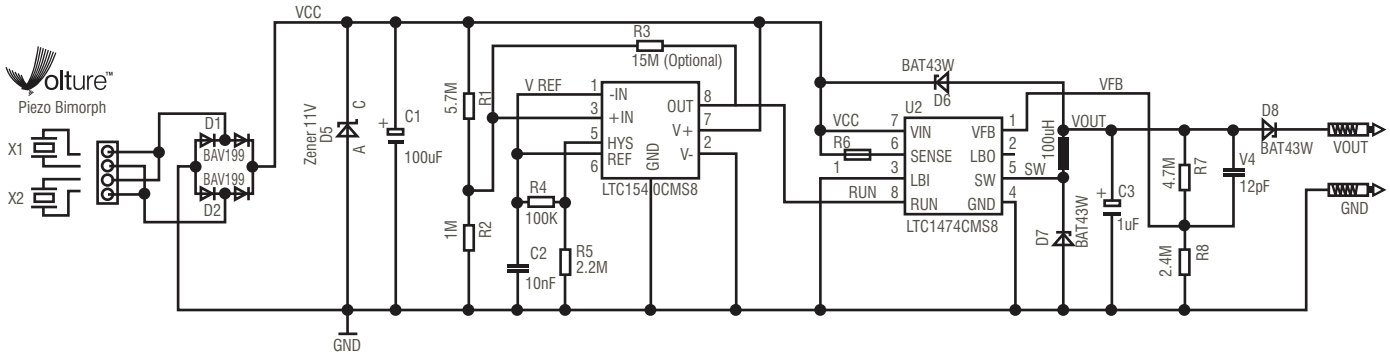 Volture™
Piezo Bimorph
X1
X2
D1
BAV199
BAV199
D2
VCC
Zener 11V
D5
A
C
GND
+
C1
100uF
5.7M
R1
1M
R2
R3
15M (Optional)
V REF
1
-IN
3
+IN
5
HYS
REF
6
OUT
8
V+
7
V-
2
GND
LTC1540CMS8
R4
100K
C2
10nF
R5
2.2M
BAT43W
D6
U2
VCC
7
VIN
R6
6
SENSE
1
3
LBI
RUN
8
RUN
VFB
1
LBO
2
SW
5
SW
GND
4
LTC1474CMS8
100uH
VFB
VOUT
D7
BAT43W
+
C3
1uF
4.7M
R7
2.4M
R8
V4
12pF
D8
BAT43W
VOUT
GND